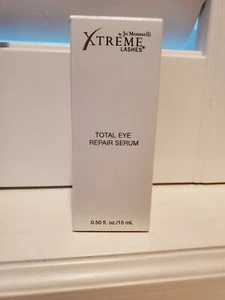 by Jo Mousselli
XTREME
LASHES®
TOTAL EYE
REPAIR SERUM
0.50 fl. oz./15 mL